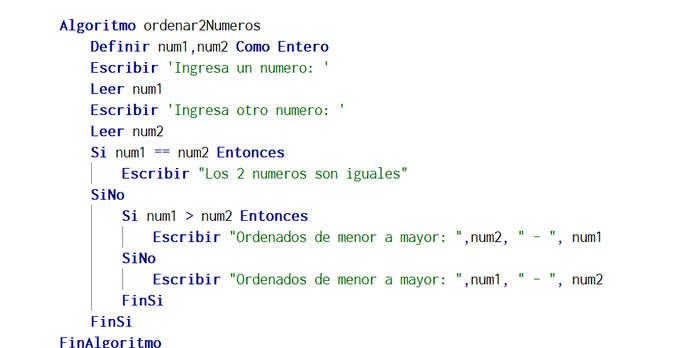 Algoritmo ordenar2Numeros
Definir num1,num2 Como Entero
Escribir 'Ingresa un numero: '
Leer num1
Escribir 'Ingresa otro numero: '
Leer num2
Si num1 == num2 Entonces
Escribir "Los 2 numeros son iguales"
SiNo
Si num1 > num2 Entonces
Escribir "Ordenados de menor a mayor: ",num2, " - ", num1
SiNo
Escribir "Ordenados de menor a mayor: ",num1, " - ", num2
FinSi
FinSi
FinAlgoritmo